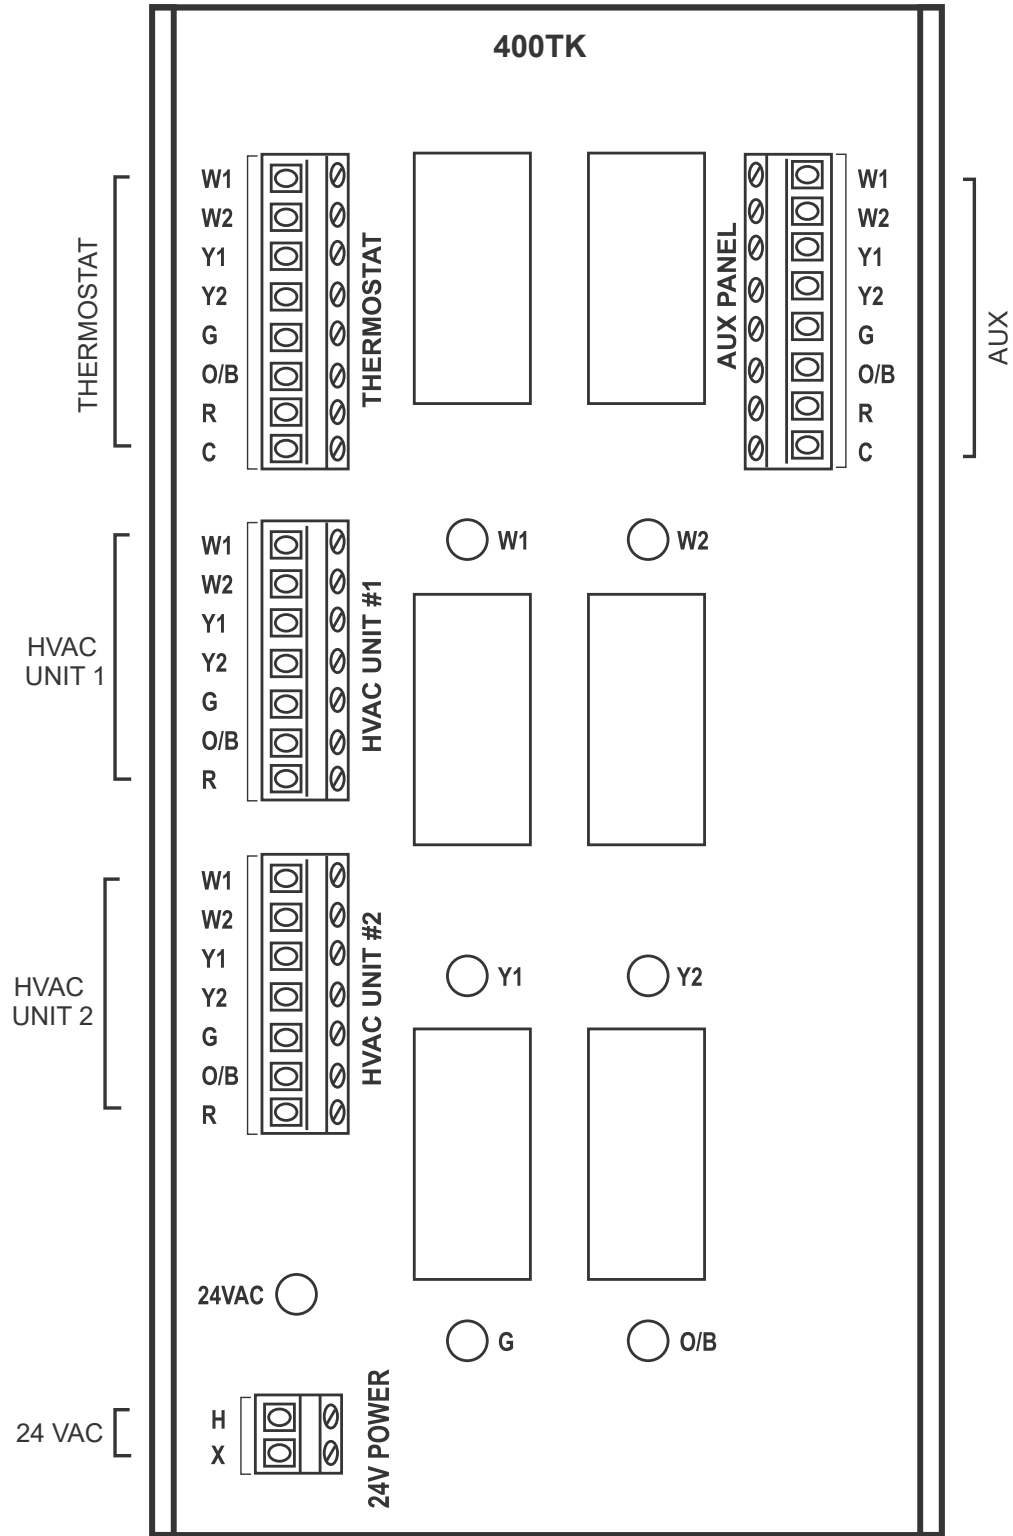 400TK
THERMOSTAT
W1
W2
Y1
Y2
G
O/B
R
C
THERMOSTAT
AUX PANEL
W1
W2
Y1
Y2
G
O/B
R
C
AUX
W1
W2
HVAC
UNIT 1
W1
W2
Y1
Y2
G
O/B
R
HVAC UNIT #1
HVAC
UNIT 2
W1
W2
Y1
Y2
G
O/B
R
HVAC UNIT #2
Y1
Y2
24VAC
G
O/B
24 VAC
H
X
24V POWER